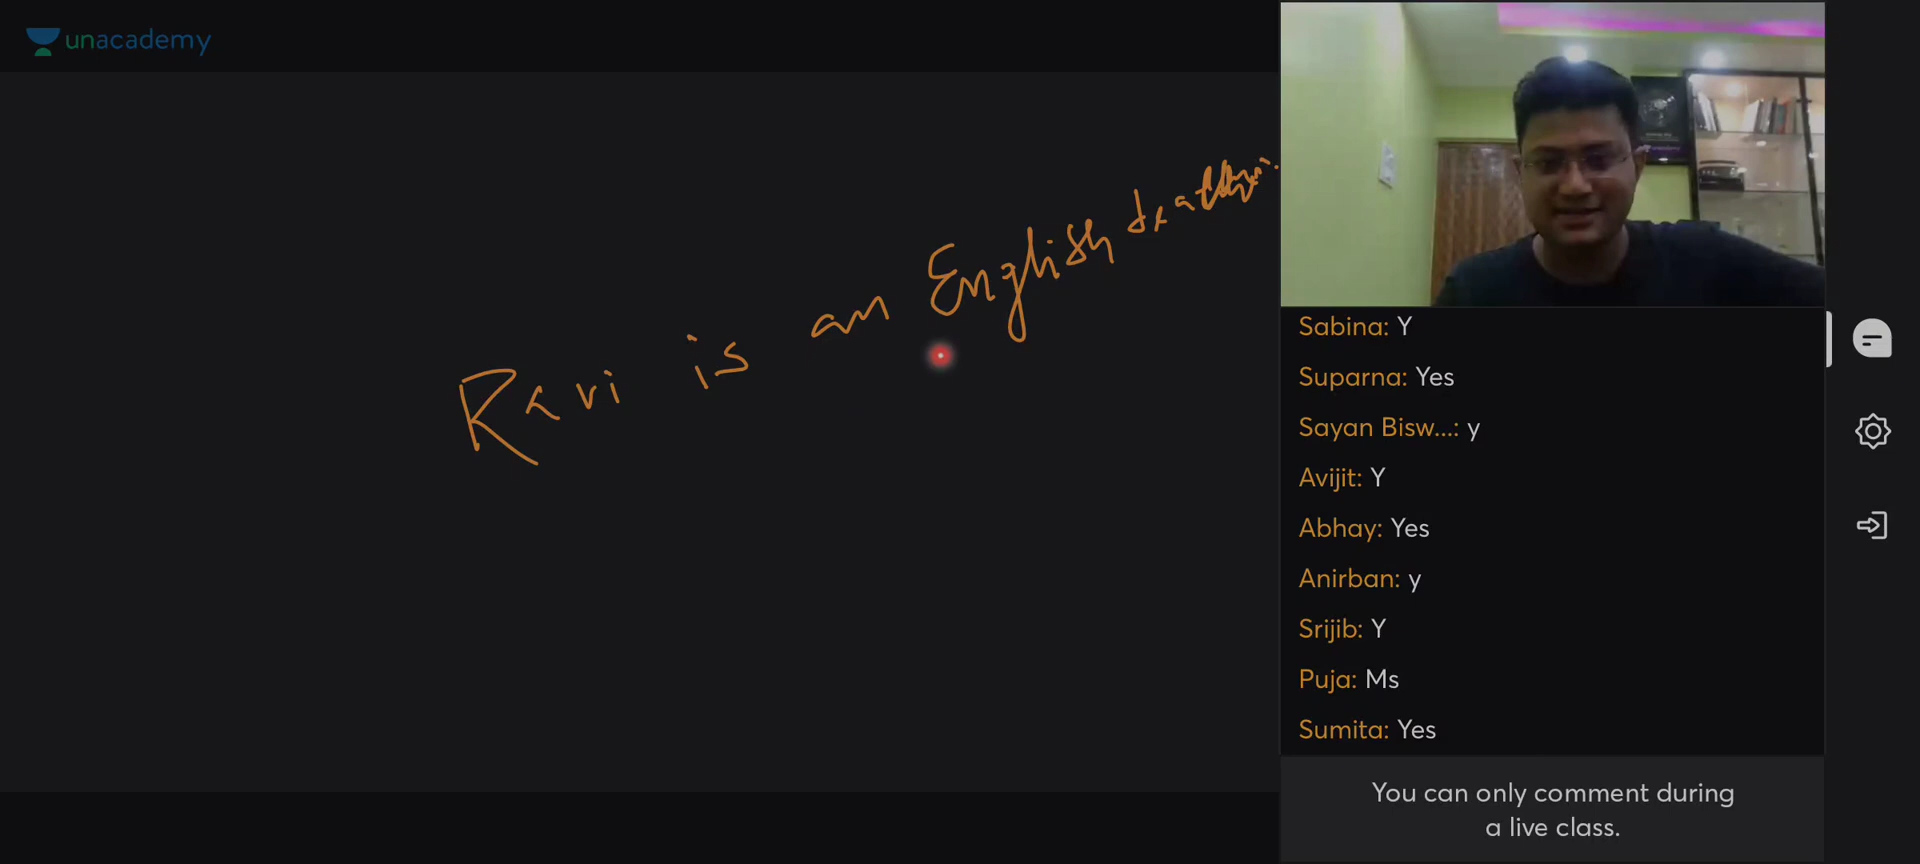 unacademy
Ravi is an English
Sabina: Y
Suparna: Yes
Sayan Bisw...: y
Avijit: Y
Abhay: Yes
Anirban: y
Srijib: Y
Puja: Ms
Sumita: Yes
You can only comment during
a live class.